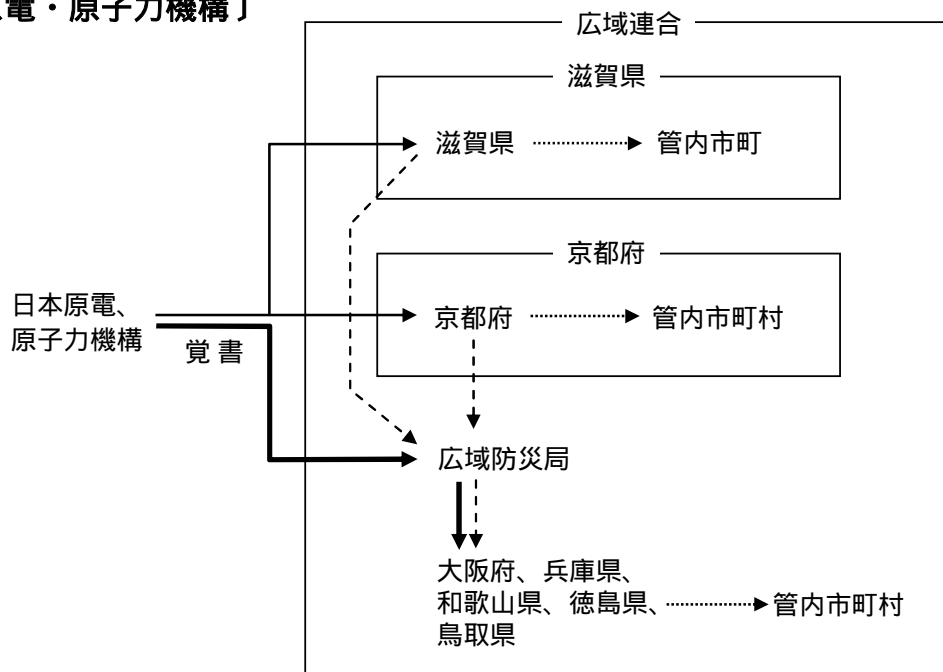 電・原子力機構〕
広域連合
滋賀県
滋賀県
管内市町
京都府
日本原電、
原子力機構
京都府
管内市町村
覚書
広域防災局
大阪府、兵庫県、
和歌山県、徳島県、
鳥取県
管内市町村